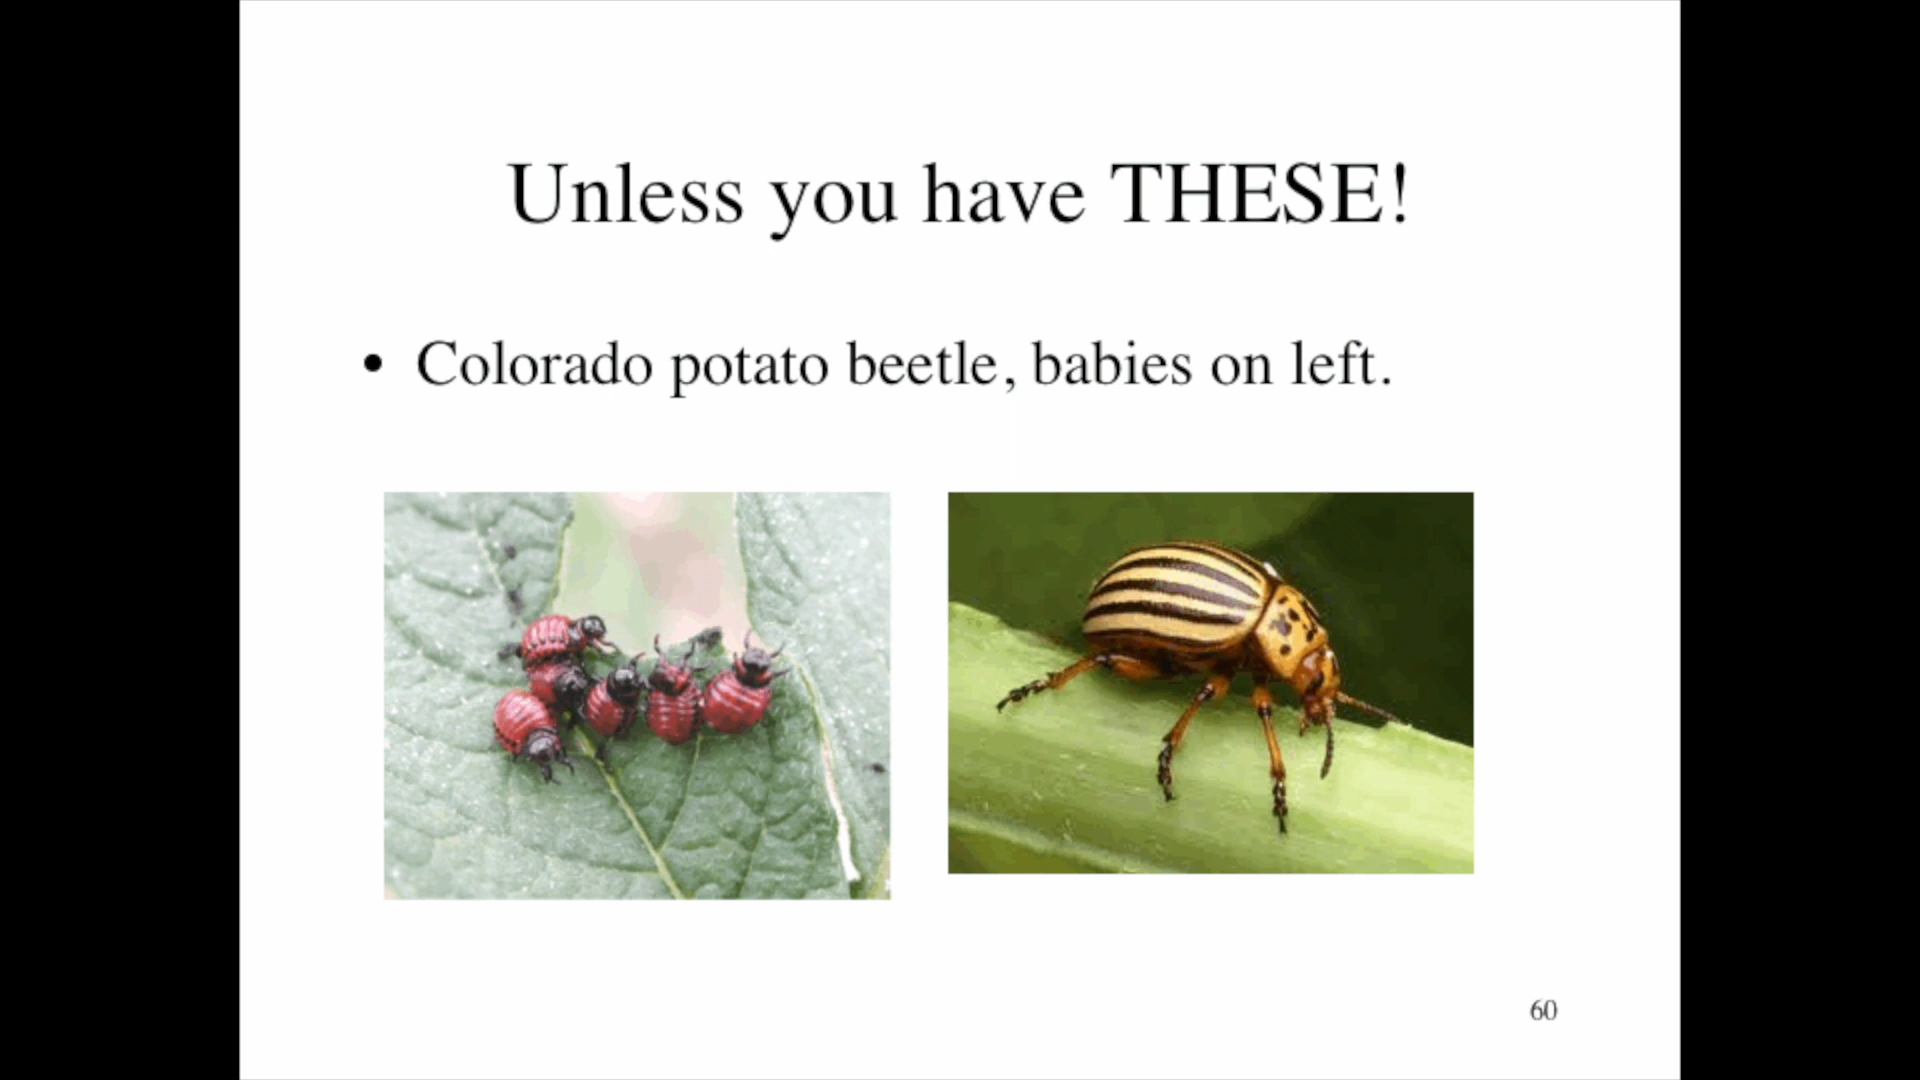 Unless you have THESE!
• Colorado potato beetle, babies on left.
60